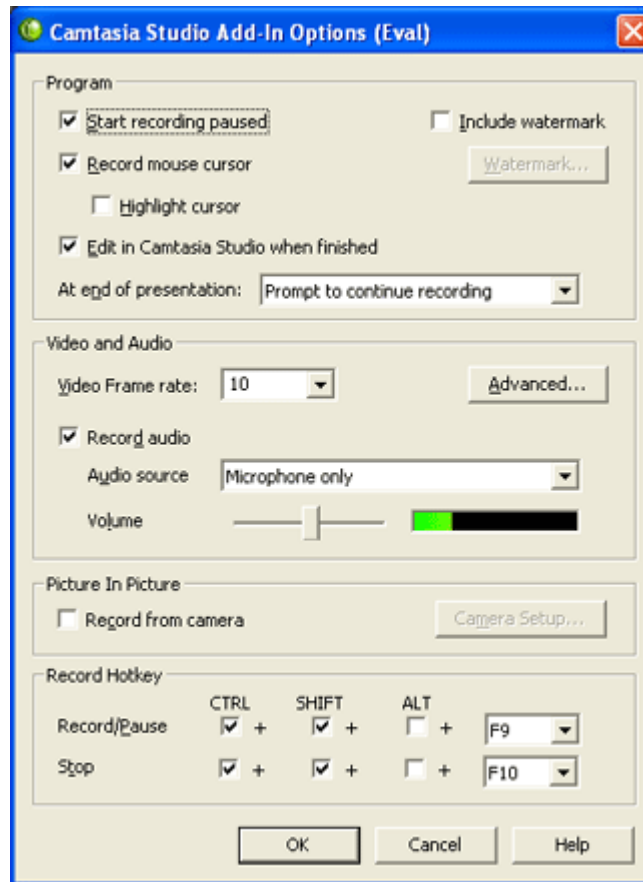 Camtasia Studio Add-In Options (Eval)
Program
Start recording paused Include watermark
Record mouse cursor Watermark...
Highlight cursor
Edit in Camtasia Studio when finished
At end of presentation: Prompt to continue recording
Video and Audio
Video Frame rate: 10 Advanced...
Record audio
Audio source Microphone only
Volume
Picture In Picture
Record from camera Camera Setup...
Record Hotkey
CTRL SHIFT ALT
Record/Pause + + + F9
Stop + + + F10
OK Cancel Help